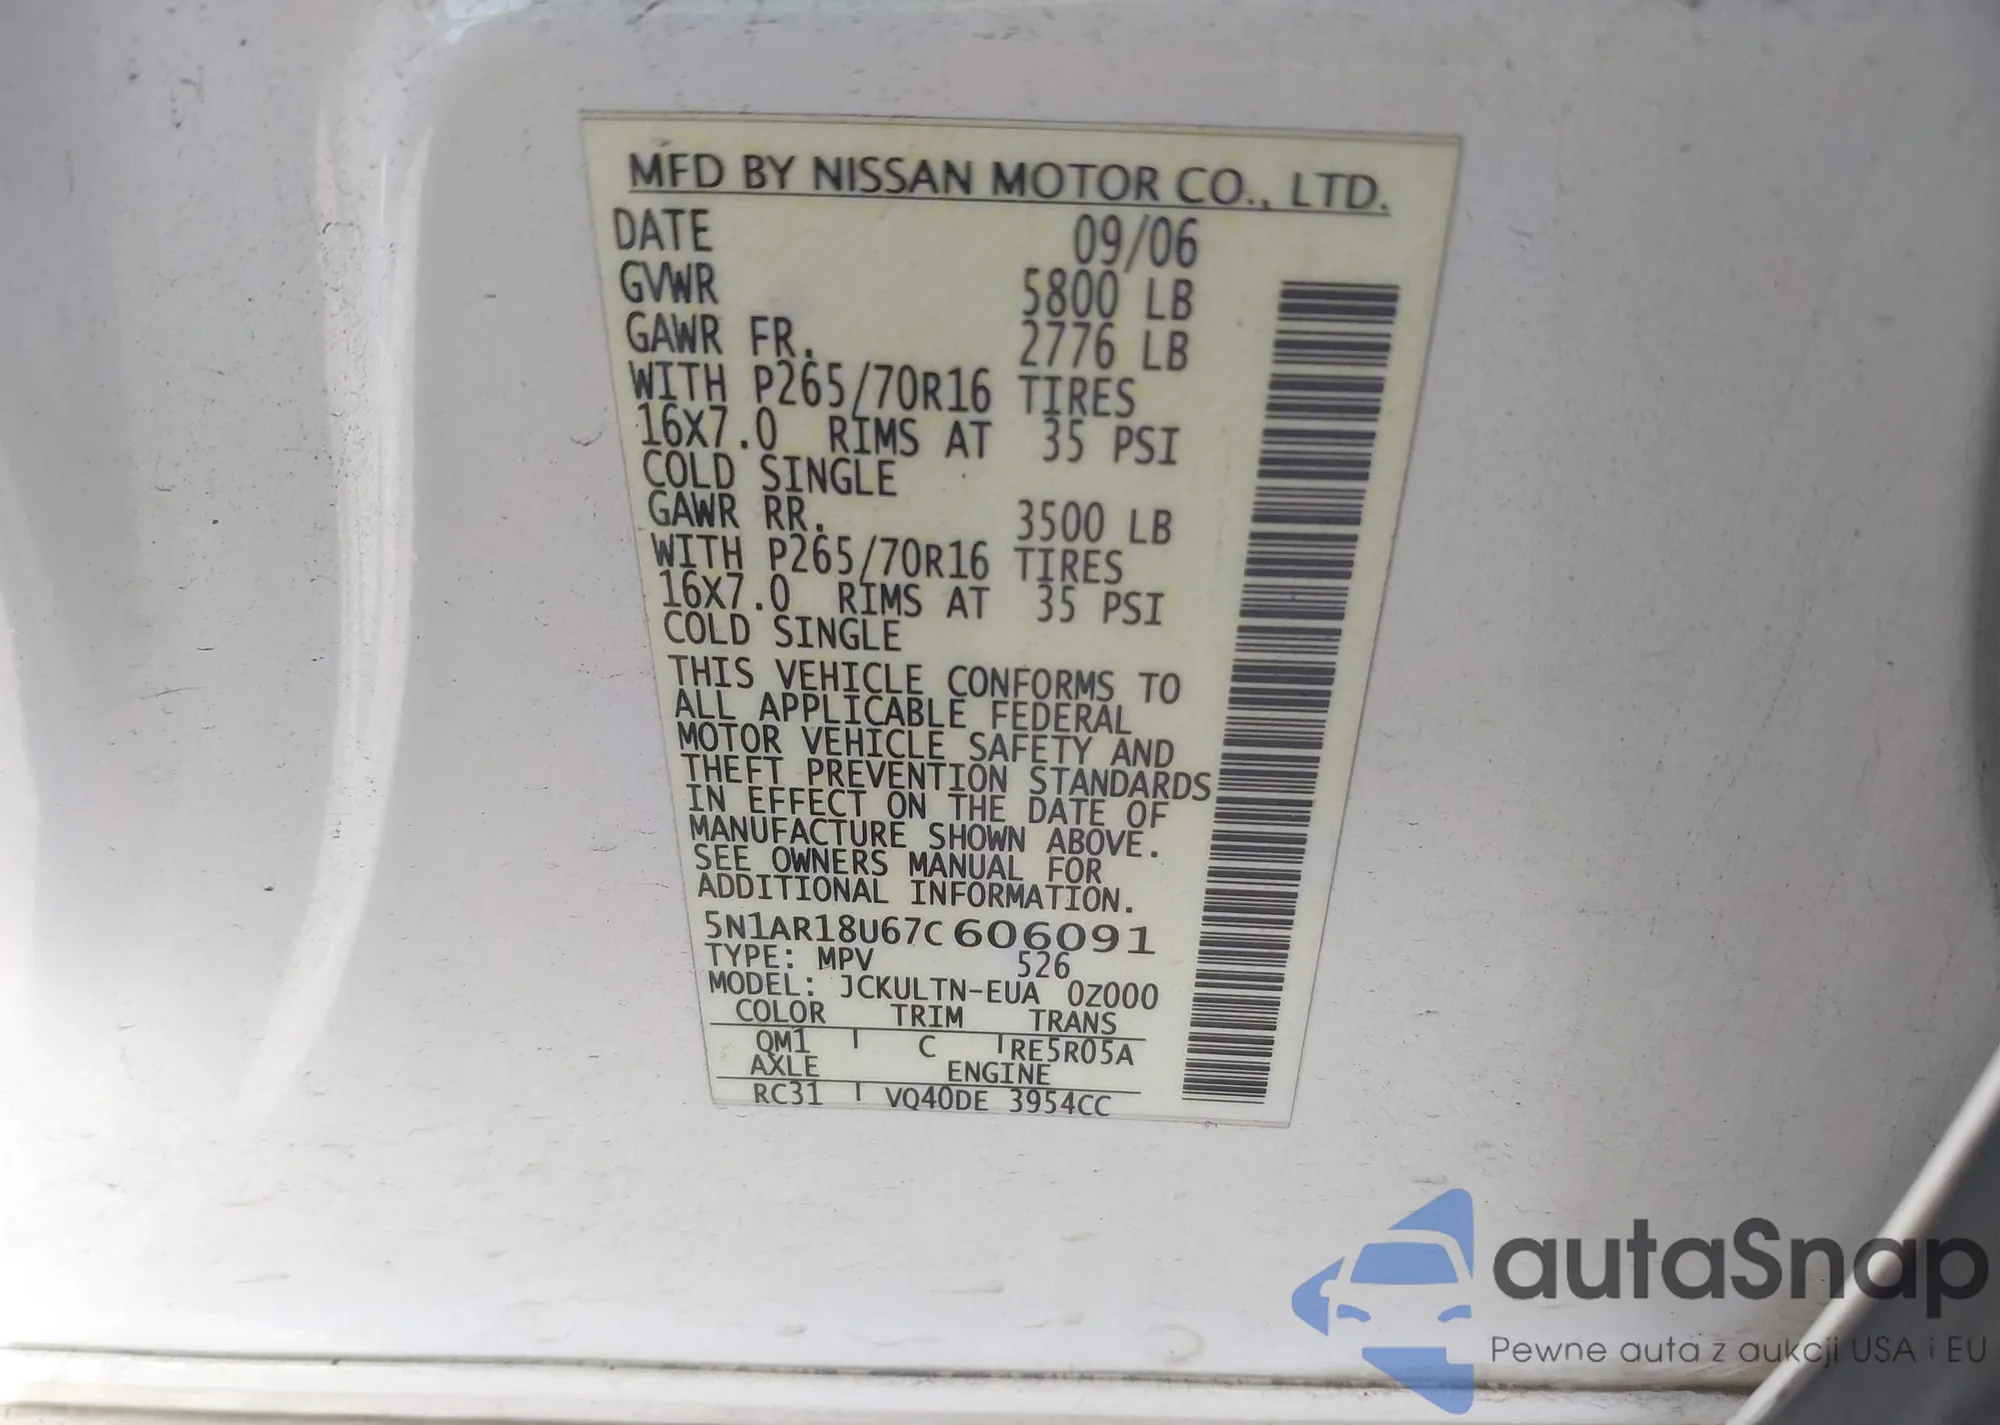 MFD BY NISSAN MOTOR CO., LTD.
DATE 09/06
GVWR 5800 LB
GAWR FR. 2776 LB
WITH P265/70R16 TIRES
16X7.0 RIMS AT 35 PSI
COLD SINGLE
GAWR RR. 3500 LB
WITH P265/70R16 TIRES
16X7.0 RIMS AT 35 PSI
COLD SINGLE
THIS VEHICLE CONFORMS TO
ALL APPLICABLE FEDERAL
MOTOR VEHICLE SAFETY AND
THEFT PREVENTION STANDARDS
IN EFFECT ON THE DATE OF
MANUFACTURE SHOWN ABOVE.
SEE OWNERS MANUAL FOR
ADDITIONAL INFORMATION.
5N1AR18U67C606091
TYPE: MPV 526
MODEL: JCKULTN-EUA 0Z000
COLOR TRIM TRANS
QM1 C RE5R05A
AXLE ENGINE
RC31 VQ40DE 3954CC
autaSnap
Pewne auta z aukcji USA i EU